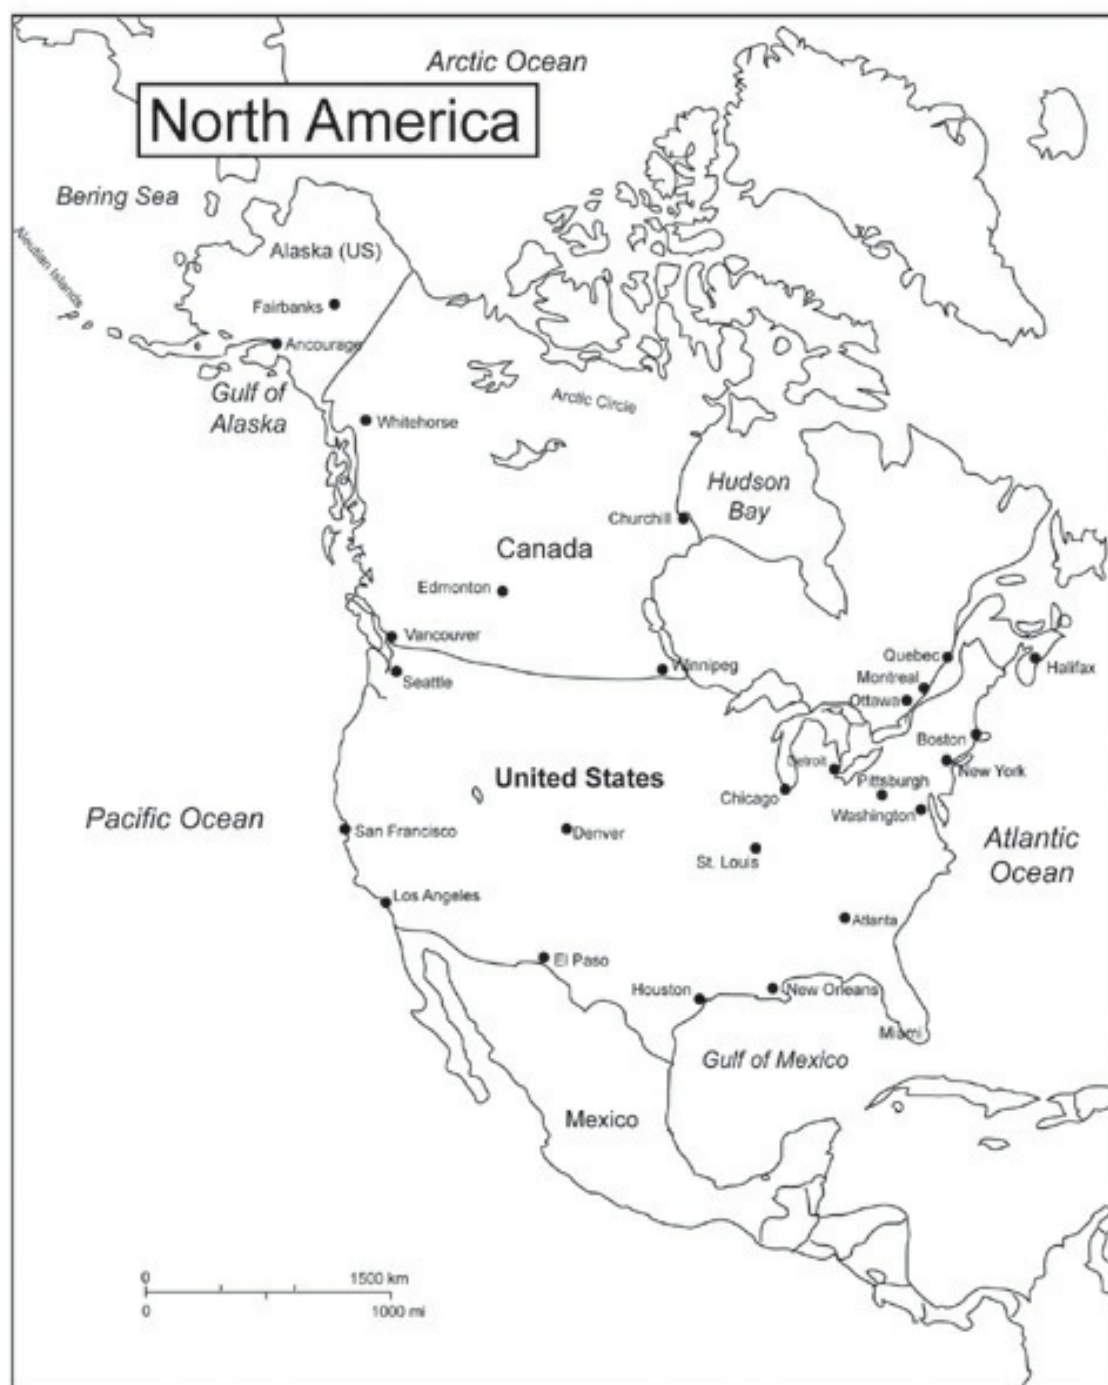 Arctic Ocean
North America
Bering Sea
Aleutian Islands
Alaska (US)
Fairbanks
Ancourage
Gulf of
Alaska
Arctic Circle
Whitehorse
Hudson
Bay
Churchill
Canada
Edmonton
Vancouver
Winnipeg
Seattle
Quebec
Halifax
Montreal
Ottawa
Boston
Detroit
New York
United States
Pittsburgh
Chicago
Washington
Pacific Ocean
San Francisco
Denver
Atlantic
Ocean
St. Louis
Los Angeles
Atlanta
El Paso
Houston
New Orleans
Miami
Gulf of Mexico
Mexico
0 1500 km
0 1000 mi